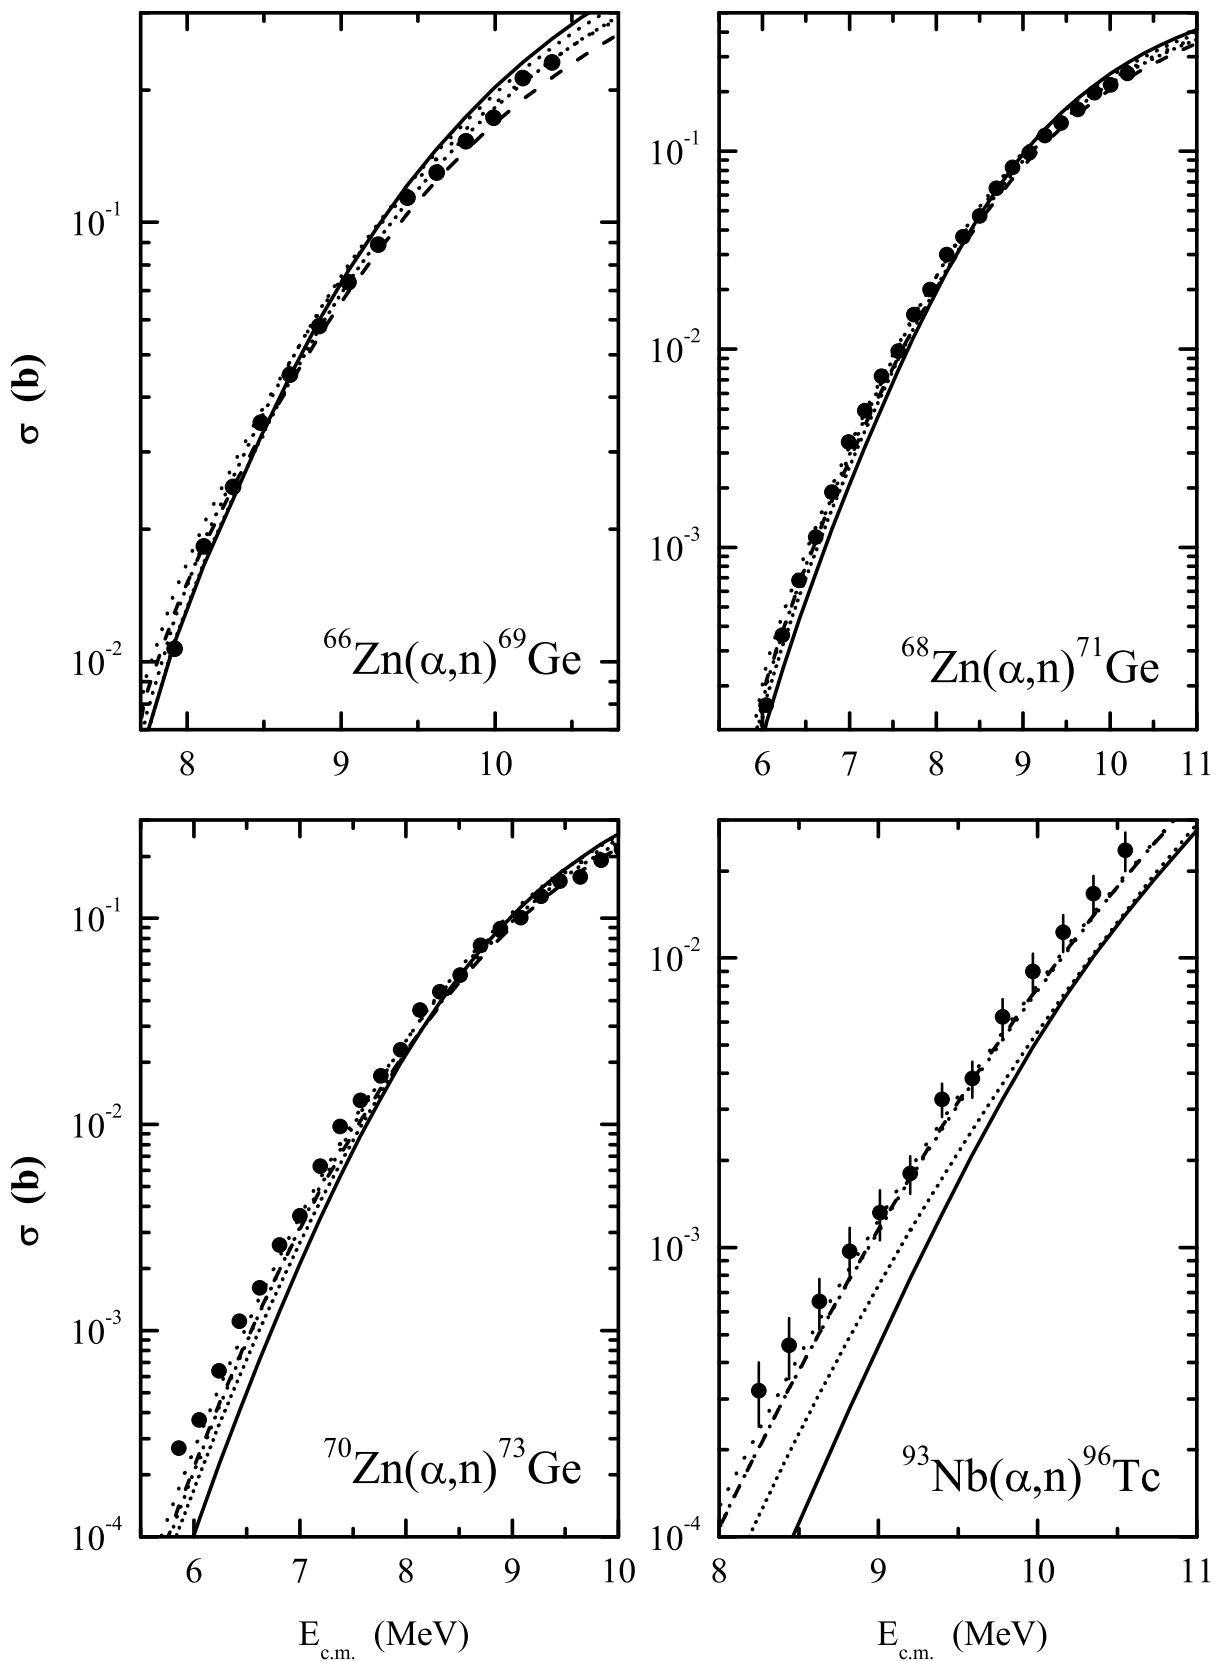 σ (b)
10⁻¹
10⁻²
⁶⁶Zn(α,n)⁶⁹Ge
8 9 10
10⁻¹
10⁻²
10⁻³
⁶⁸Zn(α,n)⁷¹Ge
6 7 8 9 10 11
σ (b)
10⁻¹
10⁻²
10⁻³
10⁻⁴
⁷⁰Zn(α,n)⁷³Ge
6 7 8 9 10
E_c.m. (MeV)
10⁻²
10⁻³
10⁻⁴
⁹³Nb(α,n)⁹⁶Tc
8 9 10 11
E_c.m. (MeV)